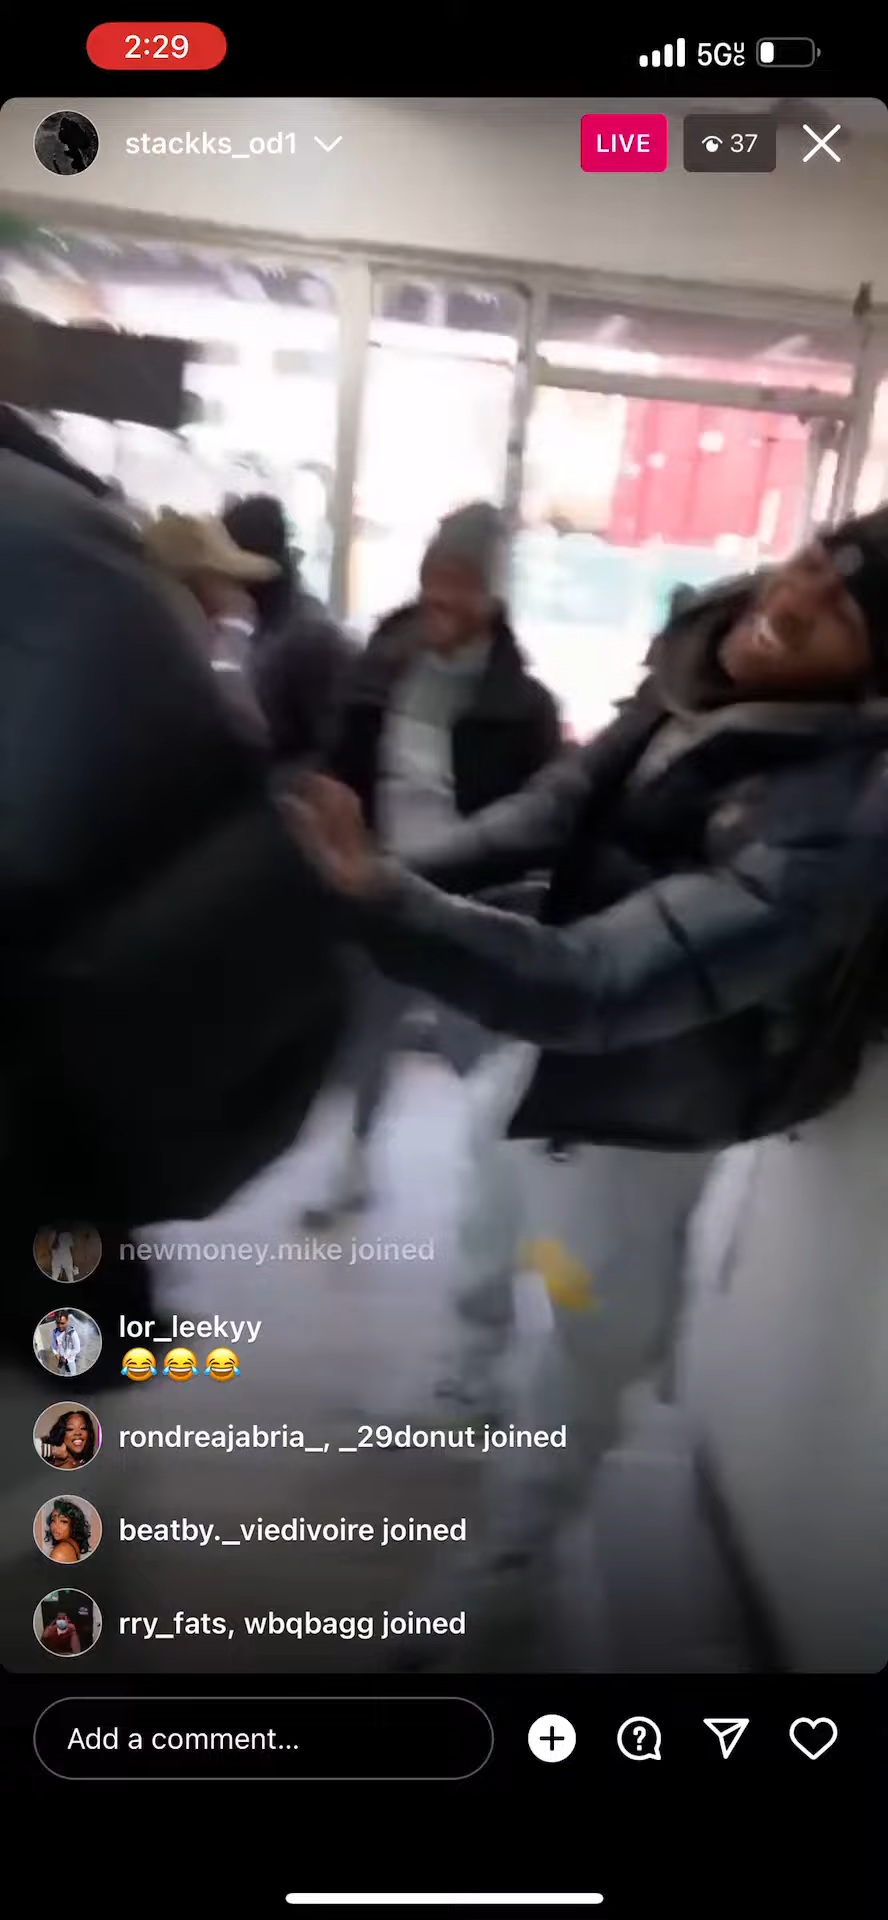 2:29
5G UC
stackks_od1
LIVE
37
newmoney.mike joined
lor_leekyy
😂😂😂
rondreajabria_, _29donut joined
beatby._viedivoire joined
rry_fats, wbqbagg joined
Add a comment...